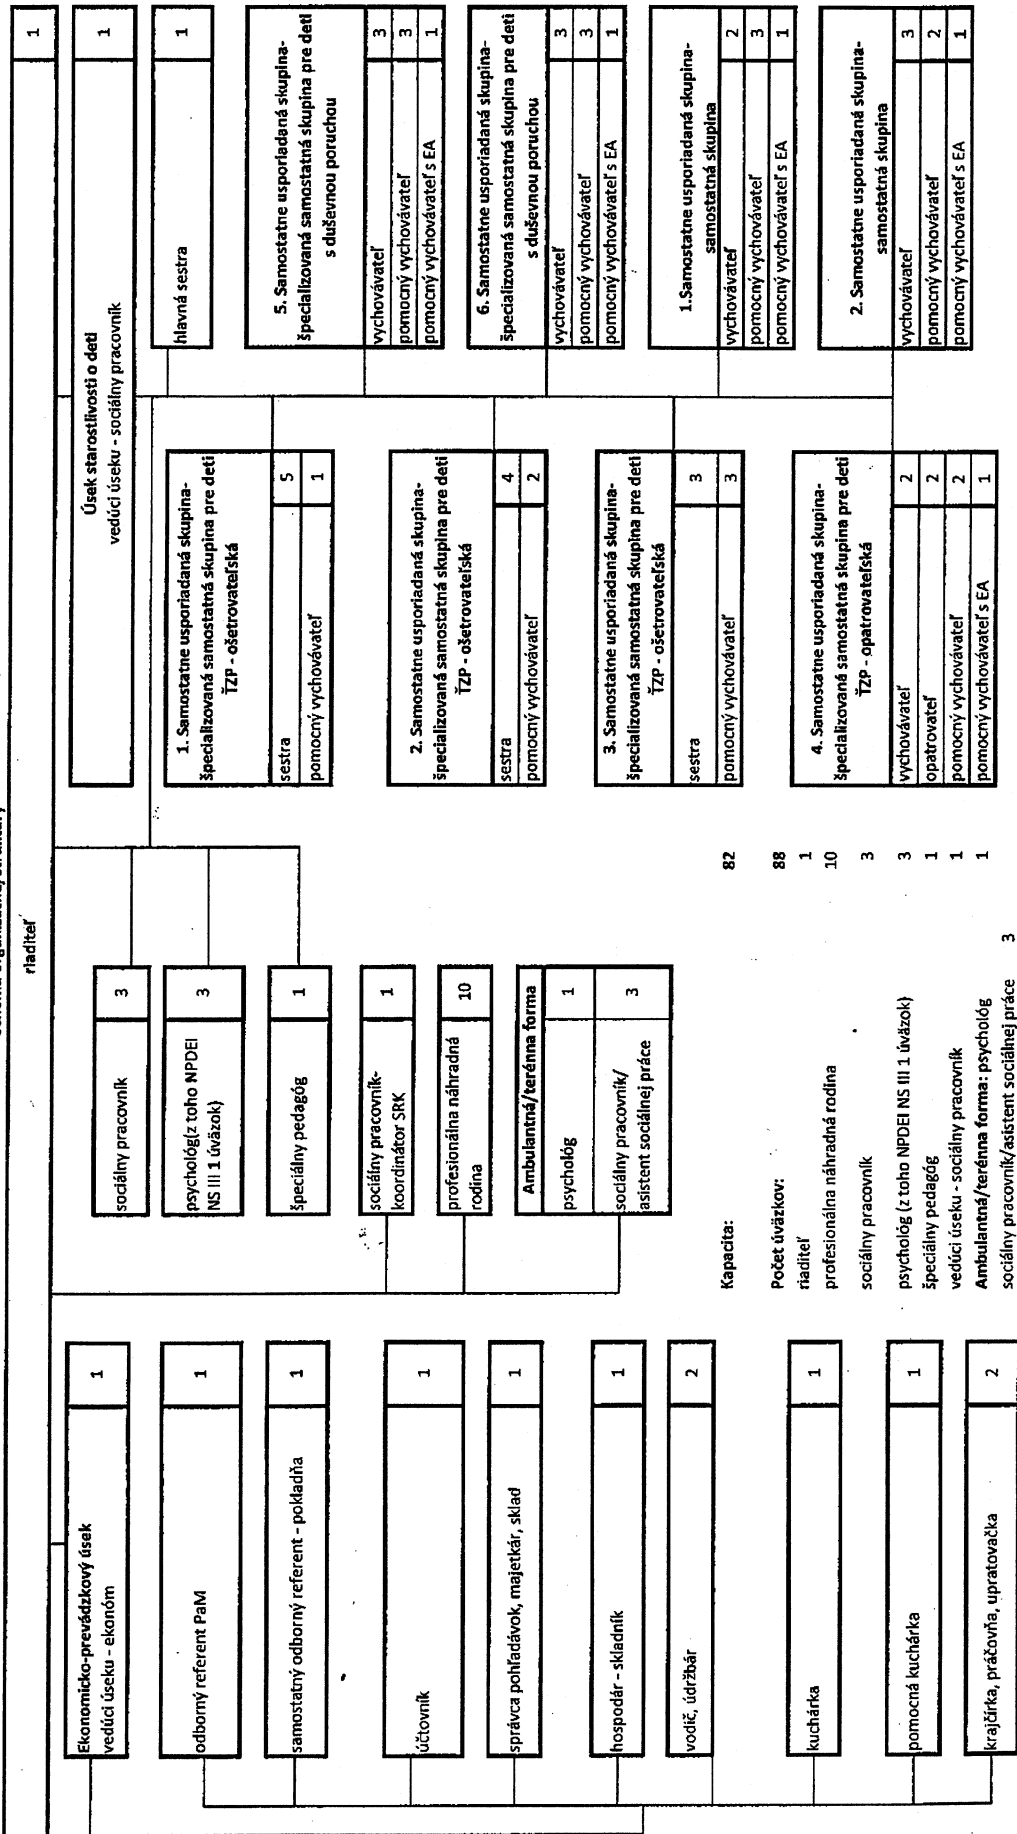 riaditeľ
1
Ekonomicko-prevádzkový úsek
vedúci úseku - ekonóm
1
odborný referent PaM
1
samostatný odborný referent - pokladňa
1
účtovník
1
správca pohľadávok, majetkár, sklad
1
hospodár - skladník
1
vodič, údržbár
2
kuchárka
1
pomocná kuchárka
1
krajčírka, práčovňa, upratovačka
2
sociálny pracovník
3
psychológ(z toho NPDEI
NS III 1 úväzok)
3
špeciálny pedagóg
1
sociálny pracovník-
koordinátor SRK
1
profesionálna náhradná
rodina
10
Ambulantná/terénna forma
psychológ
1
sociálny pracovník/
asistent sociálnej práce
3
Kapacita:
82
Počet úväzkov:
88
riaditeľ
1
profesionálna náhradná rodina
10
sociálny pracovník
3
psychológ (z toho NPDEI NS III 1 úväzok)
3
špeciálny pedagóg
1
vedúci úseku - sociálny pracovník
1
Ambulantná/terénna forma: psychológ
1
sociálny pracovník/asistent sociálnej práce
3
Úsek starostlivosti o deti
vedúci úseku - sociálny pracovník
1
hlavná sestra
1
1. Samostatne usporiadaná skupina-
špecializovaná samostatná skupina pre deti
ŤZP - ošetrovateľská
sestra 5
pomocný vychovávateľ 1
2. Samostatne usporiadaná skupina-
špecializovaná samostatná skupina pre deti
ŤZP - ošetrovateľská
sestra 4
pomocný vychovávateľ 2
3. Samostatne usporiadaná skupina-
špecializovaná samostatná skupina pre deti
ŤZP - ošetrovateľská
sestra 3
pomocný vychovávateľ 3
4. Samostatne usporiadaná skupina-
špecializovaná samostatná skupina pre deti
ŤZP - opatrovateľská
vychovávateľ 2
opatrovateľ 2
pomocný vychovávateľ 2
pomocný vychovávateľ s EA 1
5. Samostatne usporiadaná skupina-
špecializovaná samostatná skupina pre deti
s duševnou poruchou
vychovávateľ 3
pomocný vychovávateľ 3
pomocný vychovávateľ s EA 1
6. Samostatne usporiadaná skupina-
špecializovaná samostatná skupina pre deti
s duševnou poruchou
vychovávateľ 3
pomocný vychovávateľ 3
pomocný vychovávateľ s EA 1
1.Samostatne usporiadaná skupina-
samostatná skupina
vychovávateľ 2
pomocný vychovávateľ 3
pomocný vychovávateľ s EA 1
2. Samostatne usporiadaná skupina-
samostatná skupina
vychovávateľ 3
pomocný vychovávateľ 2
pomocný vychovávateľ s EA 1